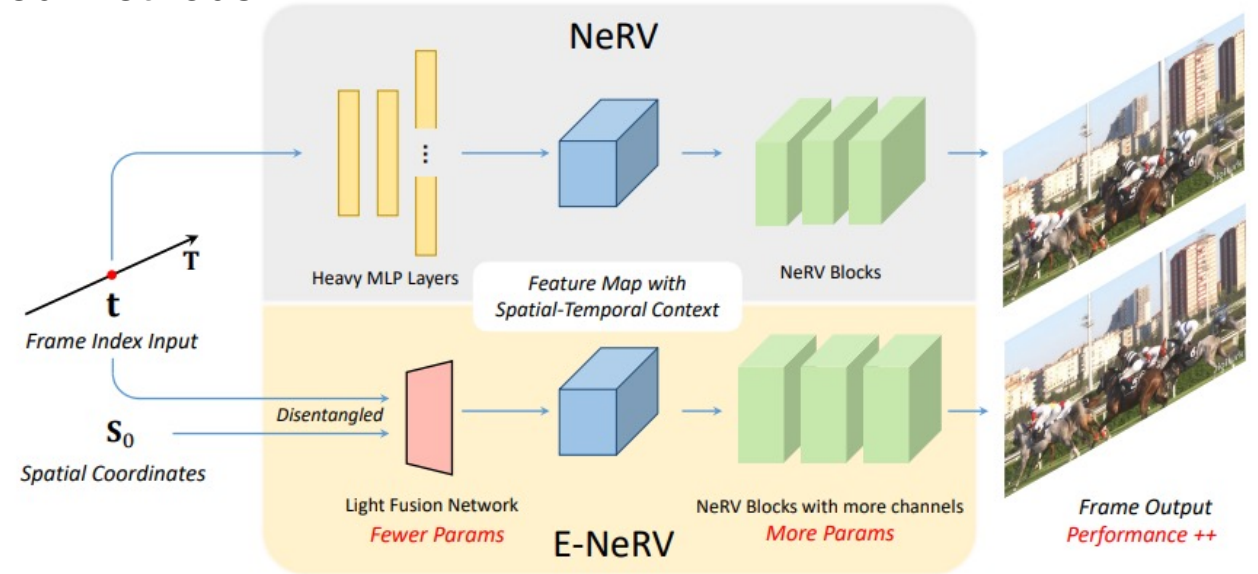 NeRV
Heavy MLP Layers
NeRV Blocks
Feature Map with
Spatial-Temporal Context
T
t
Frame Index Input
Disentangled
S₀
Spatial Coordinates
Light Fusion Network
Fewer Params
NeRV Blocks with more channels
More Params
E-NeRV
Frame Output
Performance ++